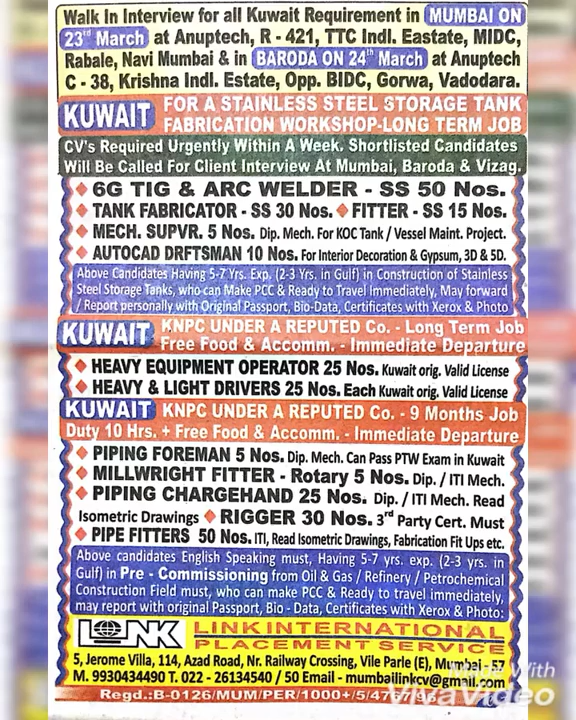 Walk In Interview for all Kuwait Requirement in MUMBAI ON
23rd March at Anuptech, R - 421, TTC Indl. Eastate, MIDC,
Rabale, Navi Mumbai & in BARODA ON 24th March at Anuptech
C - 38, Krishna Indl. Estate, Opp. BIDC, Gorwa, Vadodara.
KUWAIT FOR A STAINLESS STEEL STORAGE TANK
FABRICATION WORKSHOP-LONG TERM JOB
CV's Required Urgently Within A Week. Shortlisted Candidates
Will Be Called For Client Interview At Mumbai, Baroda & Vizag.
♦ 6G TIG & ARC WELDER - SS 50 Nos.
♦ TANK FABRICATOR - SS 30 Nos. ♦ FITTER - SS 15 Nos.
♦ MECH. SUPVR. 5 Nos. Dip. Mech. For KOC Tank / Vessel Maint. Project.
♦ AUTOCAD DRFTSMAN 10 Nos. For Interior Decoration & Gypsum, 3D & 5D.
Above Candidates Having 5-7 Yrs. Exp. (2-3 Yrs. in Gulf) in Construction of Stainless
Steel Storage Tanks, who can Make PCC & Ready to Travel Immediately, May forward
/ Report personally with Original Passport, Bio-Data, Certificates with Xerox & Photo
KUWAIT KNPC UNDER A REPUTED Co. - Long Term Job
Free Food & Accomm. - Immediate Departure
♦ HEAVY EQUIPMENT OPERATOR 25 Nos. Kuwait orig. Valid License
♦ HEAVY & LIGHT DRIVERS 25 Nos. Each Kuwait orig. Valid License
KUWAIT KNPC UNDER A REPUTED Co. - 9 Months Job
Duty 10 Hrs. + Free Food & Accomm. - Immediate Departure
♦ PIPING FOREMAN 5 Nos. Dip. Mech. Can Pass PTW Exam in Kuwait
♦ MILLWRIGHT FITTER - Rotary 5 Nos. Dip. / ITI Mech.
♦ PIPING CHARGEHAND 25 Nos. Dip. / ITI Mech. Read
Isometric Drawings ♦ RIGGER 30 Nos. 3rd Party Cert. Must
♦ PIPE FITTERS 50 Nos. ITI, Read Isometric Drawings, Fabrication Fit Ups etc.
Above candidates English Speaking must, Having 5-7 yrs. exp. (2-3 yrs. in
Gulf) in Pre - Commissioning from Oil & Gas / Refinery / Petrochemical
Construction Field must, who can make PCC & Ready to travel immediately,
may report with original Passport, Bio - Data, Certificates with Xerox & Photo:
LINK LINK INTERNATIONAL
PLACEMENT SERVICE
5, Jerome Villa, 114, Azad Road, Nr. Railway Crossing, Vile Parle (E), Mumbai - 57
M. 9930434490 T. 022 - 26134540 / 50 Email - mumbailinkcv@gmail.com
Regd.:B-0126/MUM/PER/1000+/5/4767/96
Made With
VivaVideo